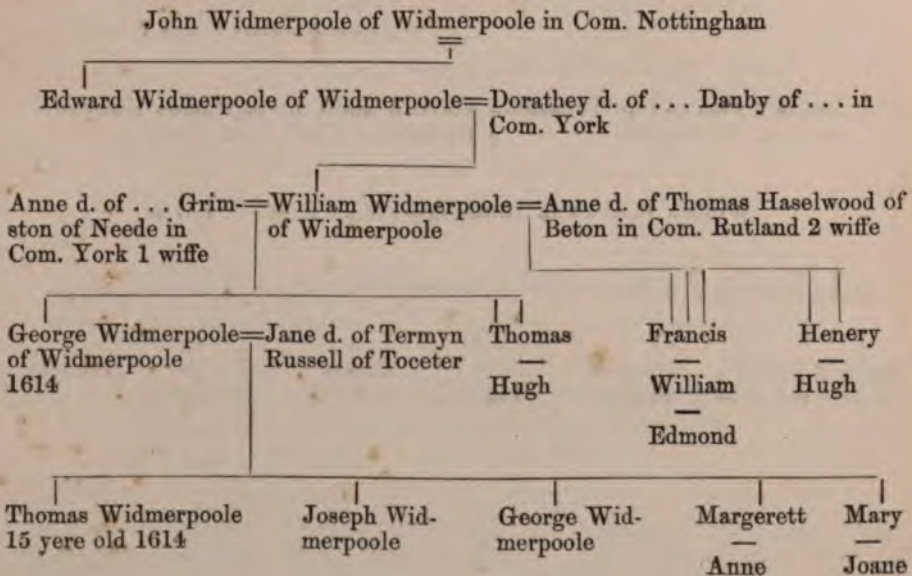 John Widmerpoole of Widmerpoole in Com. Nottingham
Edward Widmerpoole of Widmerpoole=Dorathey d. of . . . Danby of . . . in
Com. York
Anne d. of . . . Grim-=William Widmerpoole=Anne d. of Thomas Haselwood of
ston of Neede in of Widmerpoole Beton in Com. Rutland 2 wiffe
Com. York 1 wiffe
George Widmerpoole=Jane d. of Termyn Thomas Francis Henery
of Widmerpoole Russell of Toceter
1614 Hugh William Hugh
Edmond
Thomas Widmerpoole Joseph Wid- George Wid- Margerett Mary
15 yere old 1614 merpoole merpoole
Anne Joane